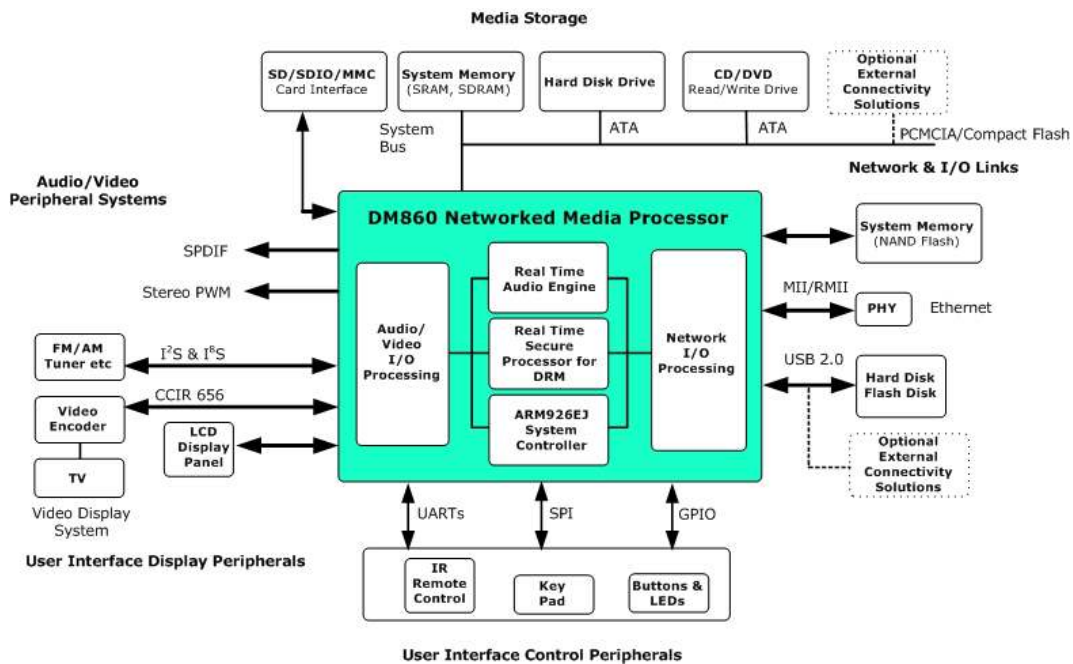 Media Storage
SD/SDIO/MMC
Card Interface
System Memory
(SRAM, SDRAM)
Hard Disk Drive
CD/DVD
Read/Write Drive
Optional
External
Connectivity
Solutions
System
Bus
ATA
ATA
PCMCIA/Compact Flash
Network & I/O Links
Audio/Video
Peripheral Systems
DM860 Networked Media Processor
System Memory
(NAND Flash)
SPDIF
Stereo PWM
MII/RMII
PHY
Ethernet
Audio/
Video
I/O
Processing
Real Time
Audio Engine
Real Time
Secure
Processor for
DRM
ARM926EJ
System
Controller
Network
I/O
Processing
FM/AM
Tuner etc
I²S & I⁸S
USB 2.0
Hard Disk
Flash Disk
CCIR 656
Video
Encoder
LCD
Display
Panel
TV
Video Display
System
Optional
External
Connectivity
Solutions
User Interface Display Peripherals
UARTs
SPI
GPIO
IR
Remote
Control
Key
Pad
Buttons &
LEDs
User Interface Control Peripherals